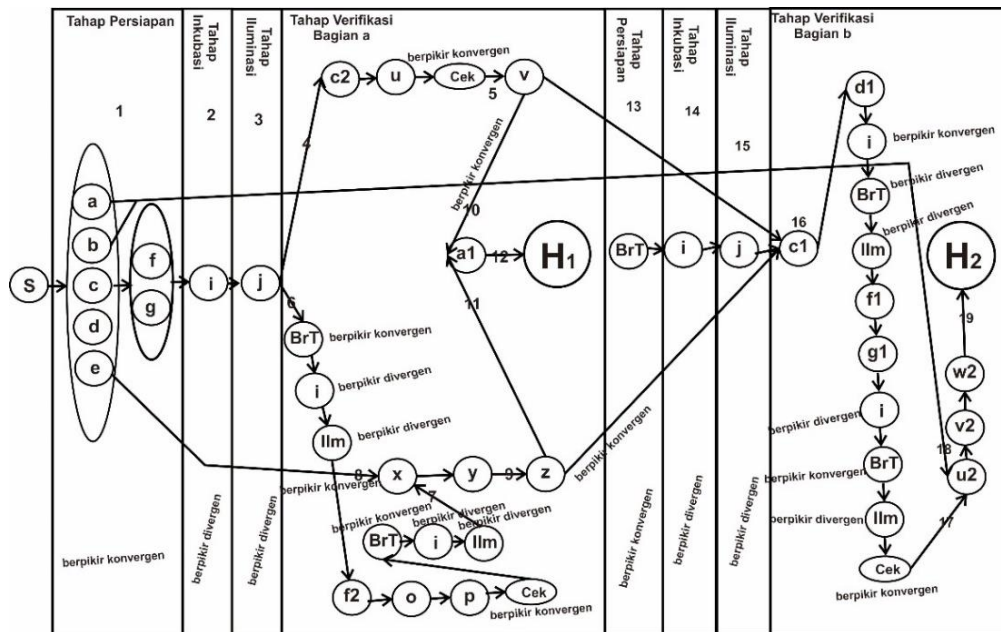 Tahap Persiapan
Tahap
Inkubasi
Tahap
Iluminasi
Tahap Verifikasi
Bagian a
Tahap
Persiapan
Tahap
Inkubasi
Tahap
Iluminasi
Tahap Verifikasi
Bagian b
1
2
3
4
5
13
14
15
16
berpikir konvergen
c2
u
Cek
v
d1
i
berpikir konvergen
BrT
berpikir divergen
Ilm
berpikir divergen
f1
g1
i
berpikir divergen
BrT
berpikir konvergen
Ilm
berpikir divergen
Cek
berpikir konvergen
a
b
c
d
e
f
g
S
i
j
berpikir konvergen
10
a1
12
H1
11
BrT
i
j
c1
H2
19
w2
v2
18
u2
17
6
BrT
berpikir konvergen
i
berpikir divergen
Ilm
berpikir divergen
8
x
y
9
z
berpikir konvergen
berpikir konvergen
7
berpikir konvergen
berpikir divergen
berpikir divergen
BrT
i
Ilm
f2
o
p
Cek
berpikir konvergen
berpikir konvergen
berpikir divergen
berpikir divergen
berpikir konvergen
berpikir divergen
berpikir divergen